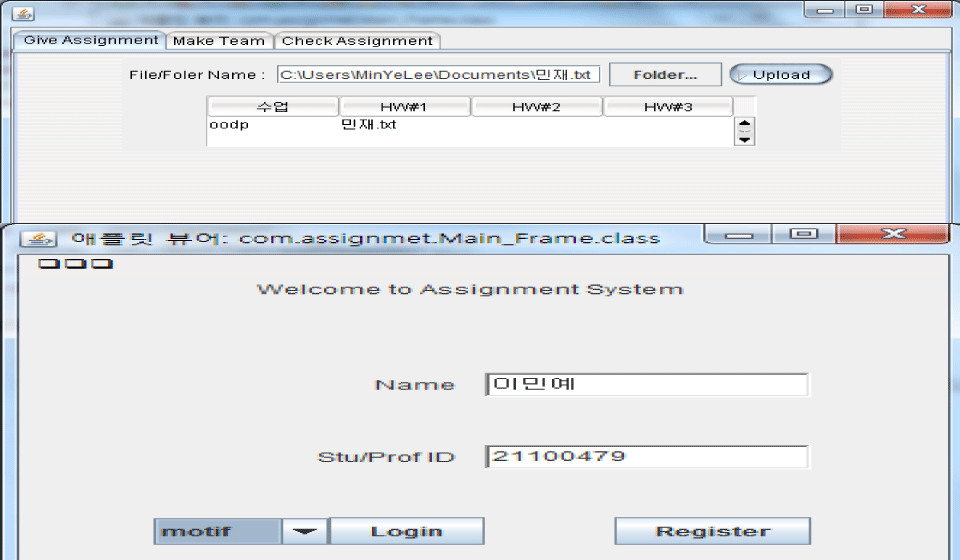 Give Assignment Make Team Check Assignment
File/Foler Name : C:\Users\MinYeLee\Documents\민재.txt Folder... Upload
수업 HW#1 HW#2 HW#3
oodp 민재.txt
애플릿 뷰어: com.assignmet.Main_Frame.class
Welcome to Assignment System
Name 이민예
Stu/Prof ID 21100479
motif Login Register